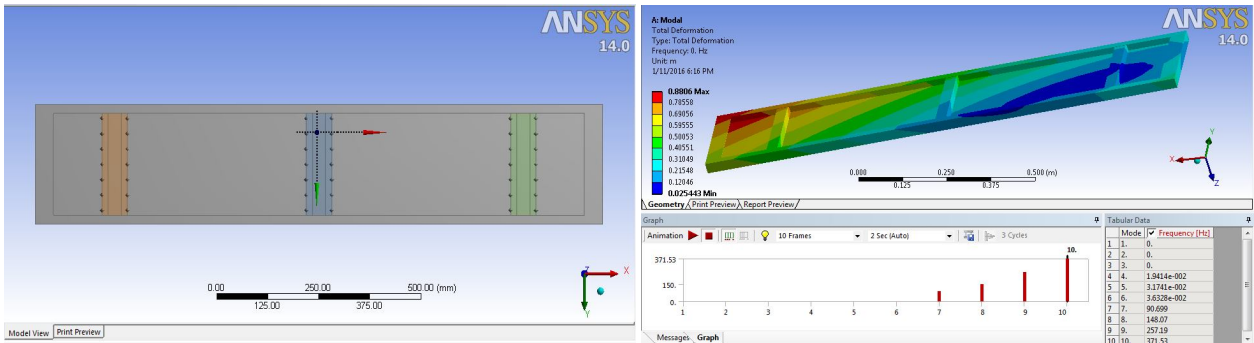 ANSYS
14.0
X
Y
0.00 250.00 500.00 (mm)
125.00 375.00
Model View Print Preview
ANSYS
14.0
A: Modal
Total Deformation
Type: Total Deformation
Frequency: 0. Hz
Unit: m
1/11/2016 6:16 PM
0.8806 Max
0.78558
0.69056
0.59555
0.50053
0.40551
0.31049
0.21548
0.12046
0.025443 Min
Y
X
Z
0.000 0.500 (m)
0.125 0.375
Geometry Print Preview Report Preview
Graph
Animation 10 Frames 2 Sec (Auto) 3 Cycles
10.
371.53
150.
0.
1 2 3 4 5 6 7 8 9 10
Messages Graph
Tabular Data
Mode Frequency [Hz]
1 1. 0.
2 2. 0.
3 3. 0.
4 4. 1.9414e-002
5 5. 3.1741e-002
6 6. 3.6328e-002
7 7. 90.699
8 8. 148.07
9 9. 257.19
10 10. 371.53